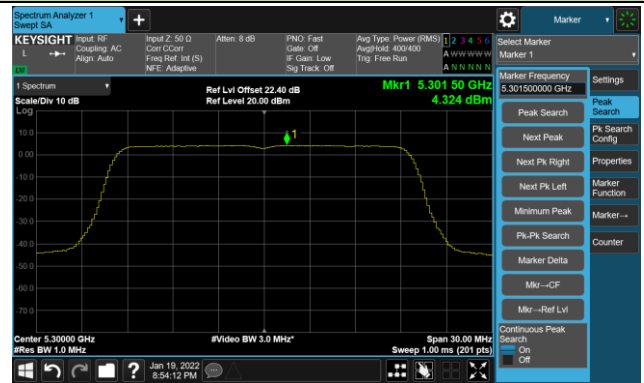 Spectrum Analyzer 1
Swept SA
+
Marker
KEYSIGHT
L
LW
Input: RF
Coupling: AC
Align: Auto
Input Z: 50 Ω
Corr CCorr
Freq Ref: Int (S)
NFE: Adaptive
Atten: 8 dB
PNO: Fast
Gate: Off
IF Gain: Low
Sig Track: Off
Avg Type: Power (RMS)
Avg|Hold: 400/400
Trig: Free Run
1 2 3 4 5 6
A W W W W W
A N N N N N
Select Marker
Marker 1
1 Spectrum
Scale/Div 10 dB
Log
Ref Lvl Offset 22.40 dB
Ref Level 20.00 dBm
Mkr1 5.301 50 GHz
4.324 dBm
1
10.0
0.00
-10.0
-20.0
-30.0
-40.0
-50.0
-60.0
-70.0
Center 5.30000 GHz
#Res BW 1.0 MHz
#Video BW 3.0 MHz*
Span 30.00 MHz
Sweep 1.00 ms (201 pts)
Marker Frequency
5.301500000 GHz
Peak Search
Next Peak
Next Pk Right
Next Pk Left
Minimum Peak
Pk-Pk Search
Marker Delta
Mkr→CF
Mkr→Ref Lvl
Continuous Peak
Search
On
Off
Settings
Peak
Search
Pk Search
Config
Properties
Marker
Function
Marker→
Counter
?
Jan 19, 2022
8:54:12 PM